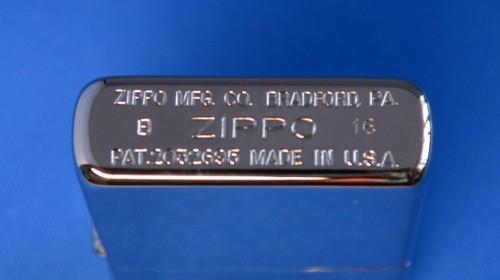 ZIPPO MFG. CO. BRADFORD, PA.
B ZIPPO 16
PAT. 2032695 MADE IN U.S.A.